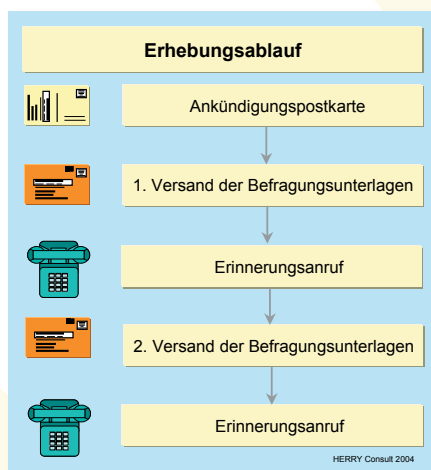 Erhebungsablauf
Ankündigungspostkarte
1. Versand der Befragungsunterlagen
Erinnerungsanruf
2. Versand der Befragungsunterlagen
Erinnerungsanruf
HERRY Consult 2004